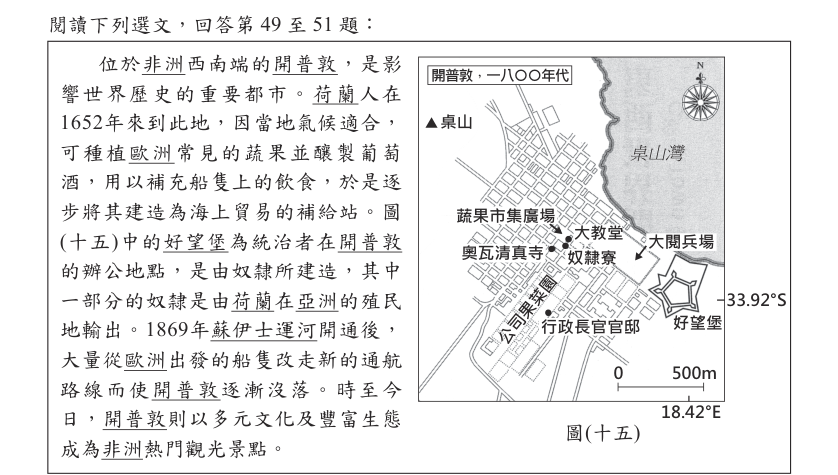 閱讀下列選文，回答第 49 至 51 題：
位於非洲西南端的開普敦，是影
響世界歷史的重要都市。荷蘭人在
1652年來到此地，因當地氣候適合，
可種植歐洲常見的蔬果並釀製葡萄
酒，用以補充船隻上的飲食，於是逐
步將其建造為海上貿易的補給站。圖
(十五)中的好望堡為統治者在開普敦
的辦公地點，是由奴隸所建造，其中
一部分的奴隸是由荷蘭在亞洲的殖民
地輸出。1869年蘇伊士運河開通後，
大量從歐洲出發的船隻改走新的通航
路線而使開普敦逐漸沒落。時至今
日，開普敦則以多元文化及豐富生態
成為非洲熱門觀光景點。
開普敦，一八〇〇年代
N
▲桌山
桌山灣
蔬果市集廣場
大教堂
大閱兵場
奧瓦清真寺
奴隸寮
公司果菜園
33.92°S
行政長官官邸
好望堡
0 500m
18.42°E
圖(十五)